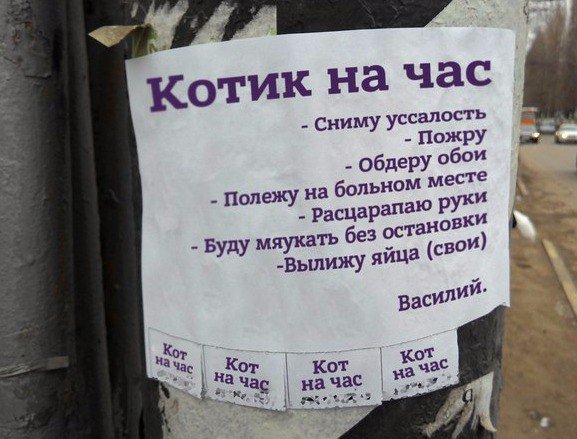 Котик на час
- Сниму уссалость
- Пожру
- Обдеру обои
- Полежу на больном месте
- Расцарапаю руки
- Буду мяукать без остановки
-Вылижу яйца (свои)
Василий.
Кот
на час
Кот
на час
Кот
на час
Кот
на час